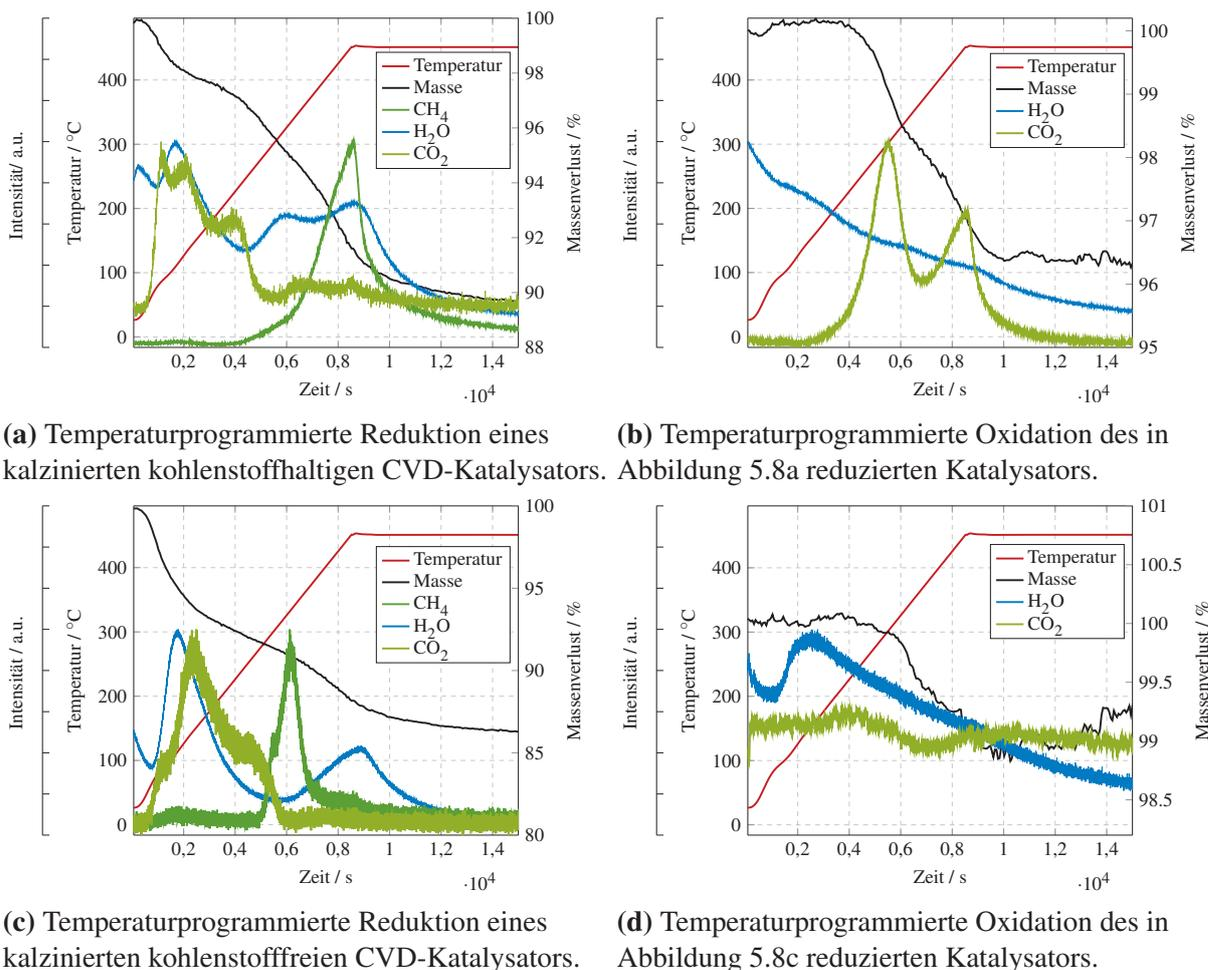 100
98
96
94
92
90
88
400
300
200
100
0
0,2 0,4 0,6 0,8 1 1,2 1,4
·10⁴
Zeit / s
Intensität/ a.u.
Temperatur / °C
Massenverlust / %
Temperatur
Masse
CH₄
H₂O
CO₂
100
99
98
97
96
95
400
300
200
100
0
0,2 0,4 0,6 0,8 1 1,2 1,4
·10⁴
Zeit / s
Intensität / a.u.
Temperatur / °C
Massenverlust / %
Temperatur
Masse
H₂O
CO₂
(a) Temperaturprogrammierte Reduktion eines
kalzinierten kohlenstoffhaltigen CVD-Katalysators.
(b) Temperaturprogrammierte Oxidation des in
Abbildung 5.8a reduzierten Katalysators.
100
95
90
85
80
400
300
200
100
0
0,2 0,4 0,6 0,8 1 1,2 1,4
·10⁴
Zeit / s
Intensität / a.u.
Temperatur / °C
Massenverlust / %
Temperatur
Masse
CH₄
H₂O
CO₂
101
100.5
100
99.5
99
98.5
400
300
200
100
0
0,2 0,4 0,6 0,8 1 1,2 1,4
·10⁴
Zeit / s
Intensität / a.u.
Temperatur / °C
Massenverlust / %
Temperatur
Masse
H₂O
CO₂
(c) Temperaturprogrammierte Reduktion eines
kalzinierten kohlenstofffreien CVD-Katalysators.
(d) Temperaturprogrammierte Oxidation des in
Abbildung 5.8c reduzierten Katalysators.